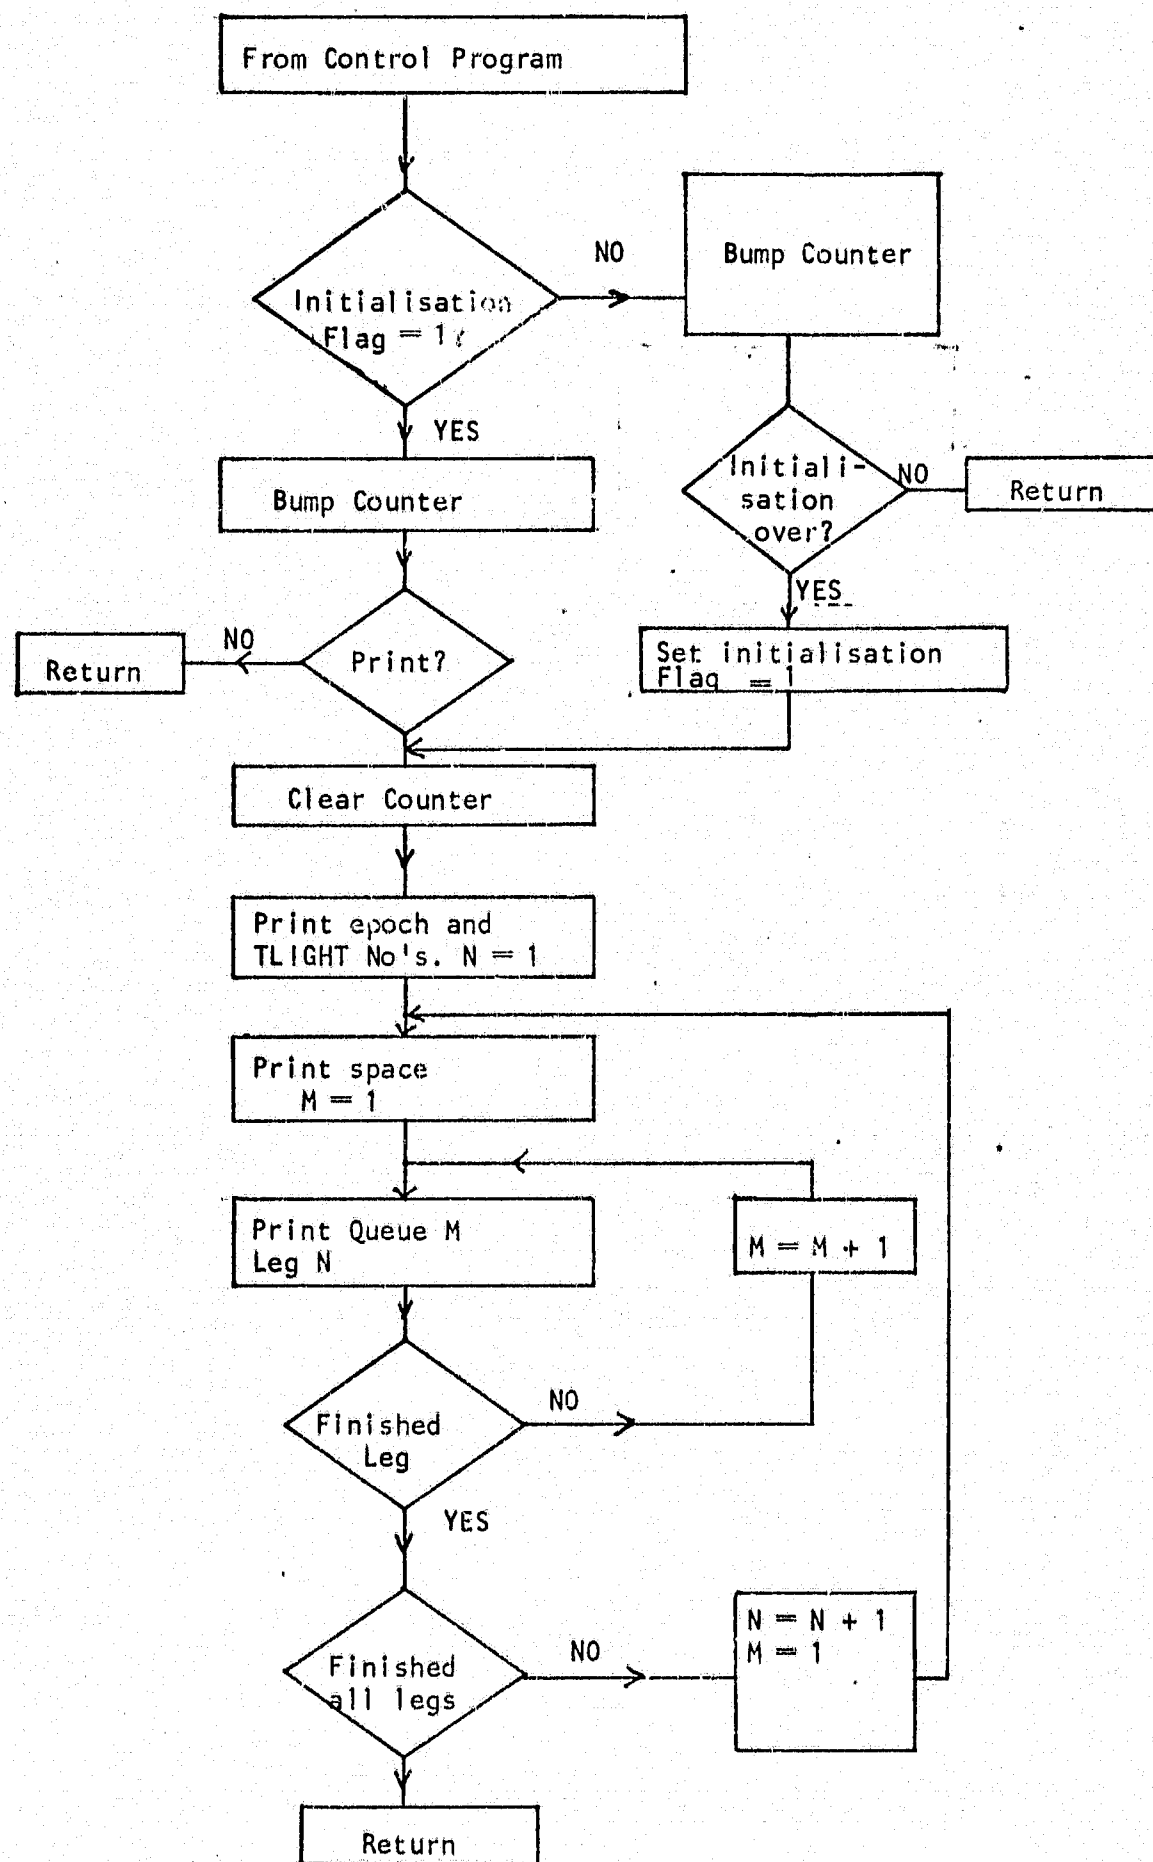 From Control Program
NO
Bump Counter
Initialisation
Flag = 1
YES
Bump Counter
Initiali-
sation
over?
NO
Return
YES
NO
Return
Print?
Set initialisation
Flag = 1
Clear Counter
Print epoch and
TLIGHT No's. N = 1
Print space
M = 1
Print Queue M
Leg N
M = M + 1
NO
Finished
Leg
YES
N = N + 1
M = 1
NO
Finished
all legs
Return